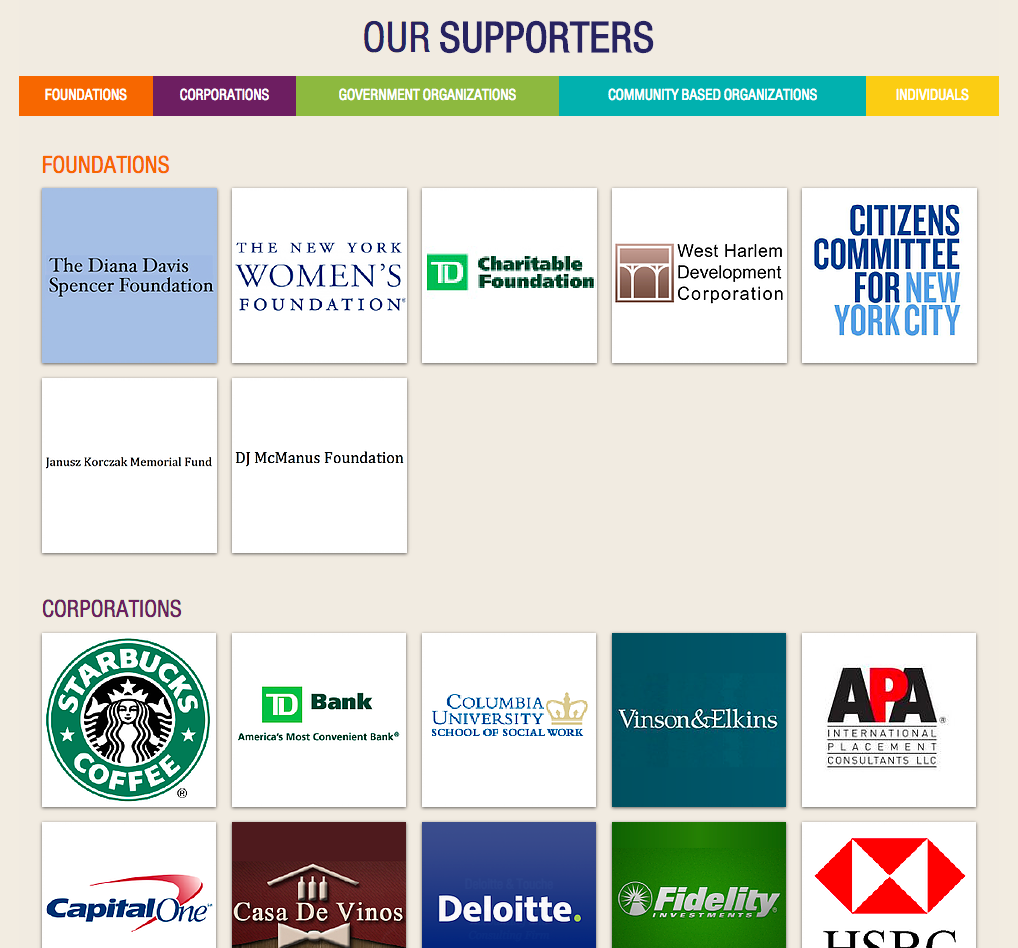 OUR SUPPORTERS
FOUNDATIONS
CORPORATIONS
GOVERNMENT ORGANIZATIONS
COMMUNITY BASED ORGANIZATIONS
INDIVIDUALS
FOUNDATIONS
The Diana Davis
Spencer Foundation
THE NEW YORK
WOMEN'S
FOUNDATION®
TD
Charitable
Foundation
West Harlem
Development
Corporation
CITIZENS
COMMITTEE
FOR NEW
YORK CITY
Janusz Korczak Memorial Fund
DJ McManus Foundation
CORPORATIONS
STARBUCKS
COFFEE
®
TD Bank
America's Most Convenient Bank®
COLUMBIA
UNIVERSITY
SCHOOL OF SOCIAL WORK
Vinson&Elkins
APA®
INTERNATIONAL
PLACEMENT
CONSULTANTS LLC
Capital One
Casa De Vinos
Deloitte.
Fidelity
INVESTMENTS
HSBC